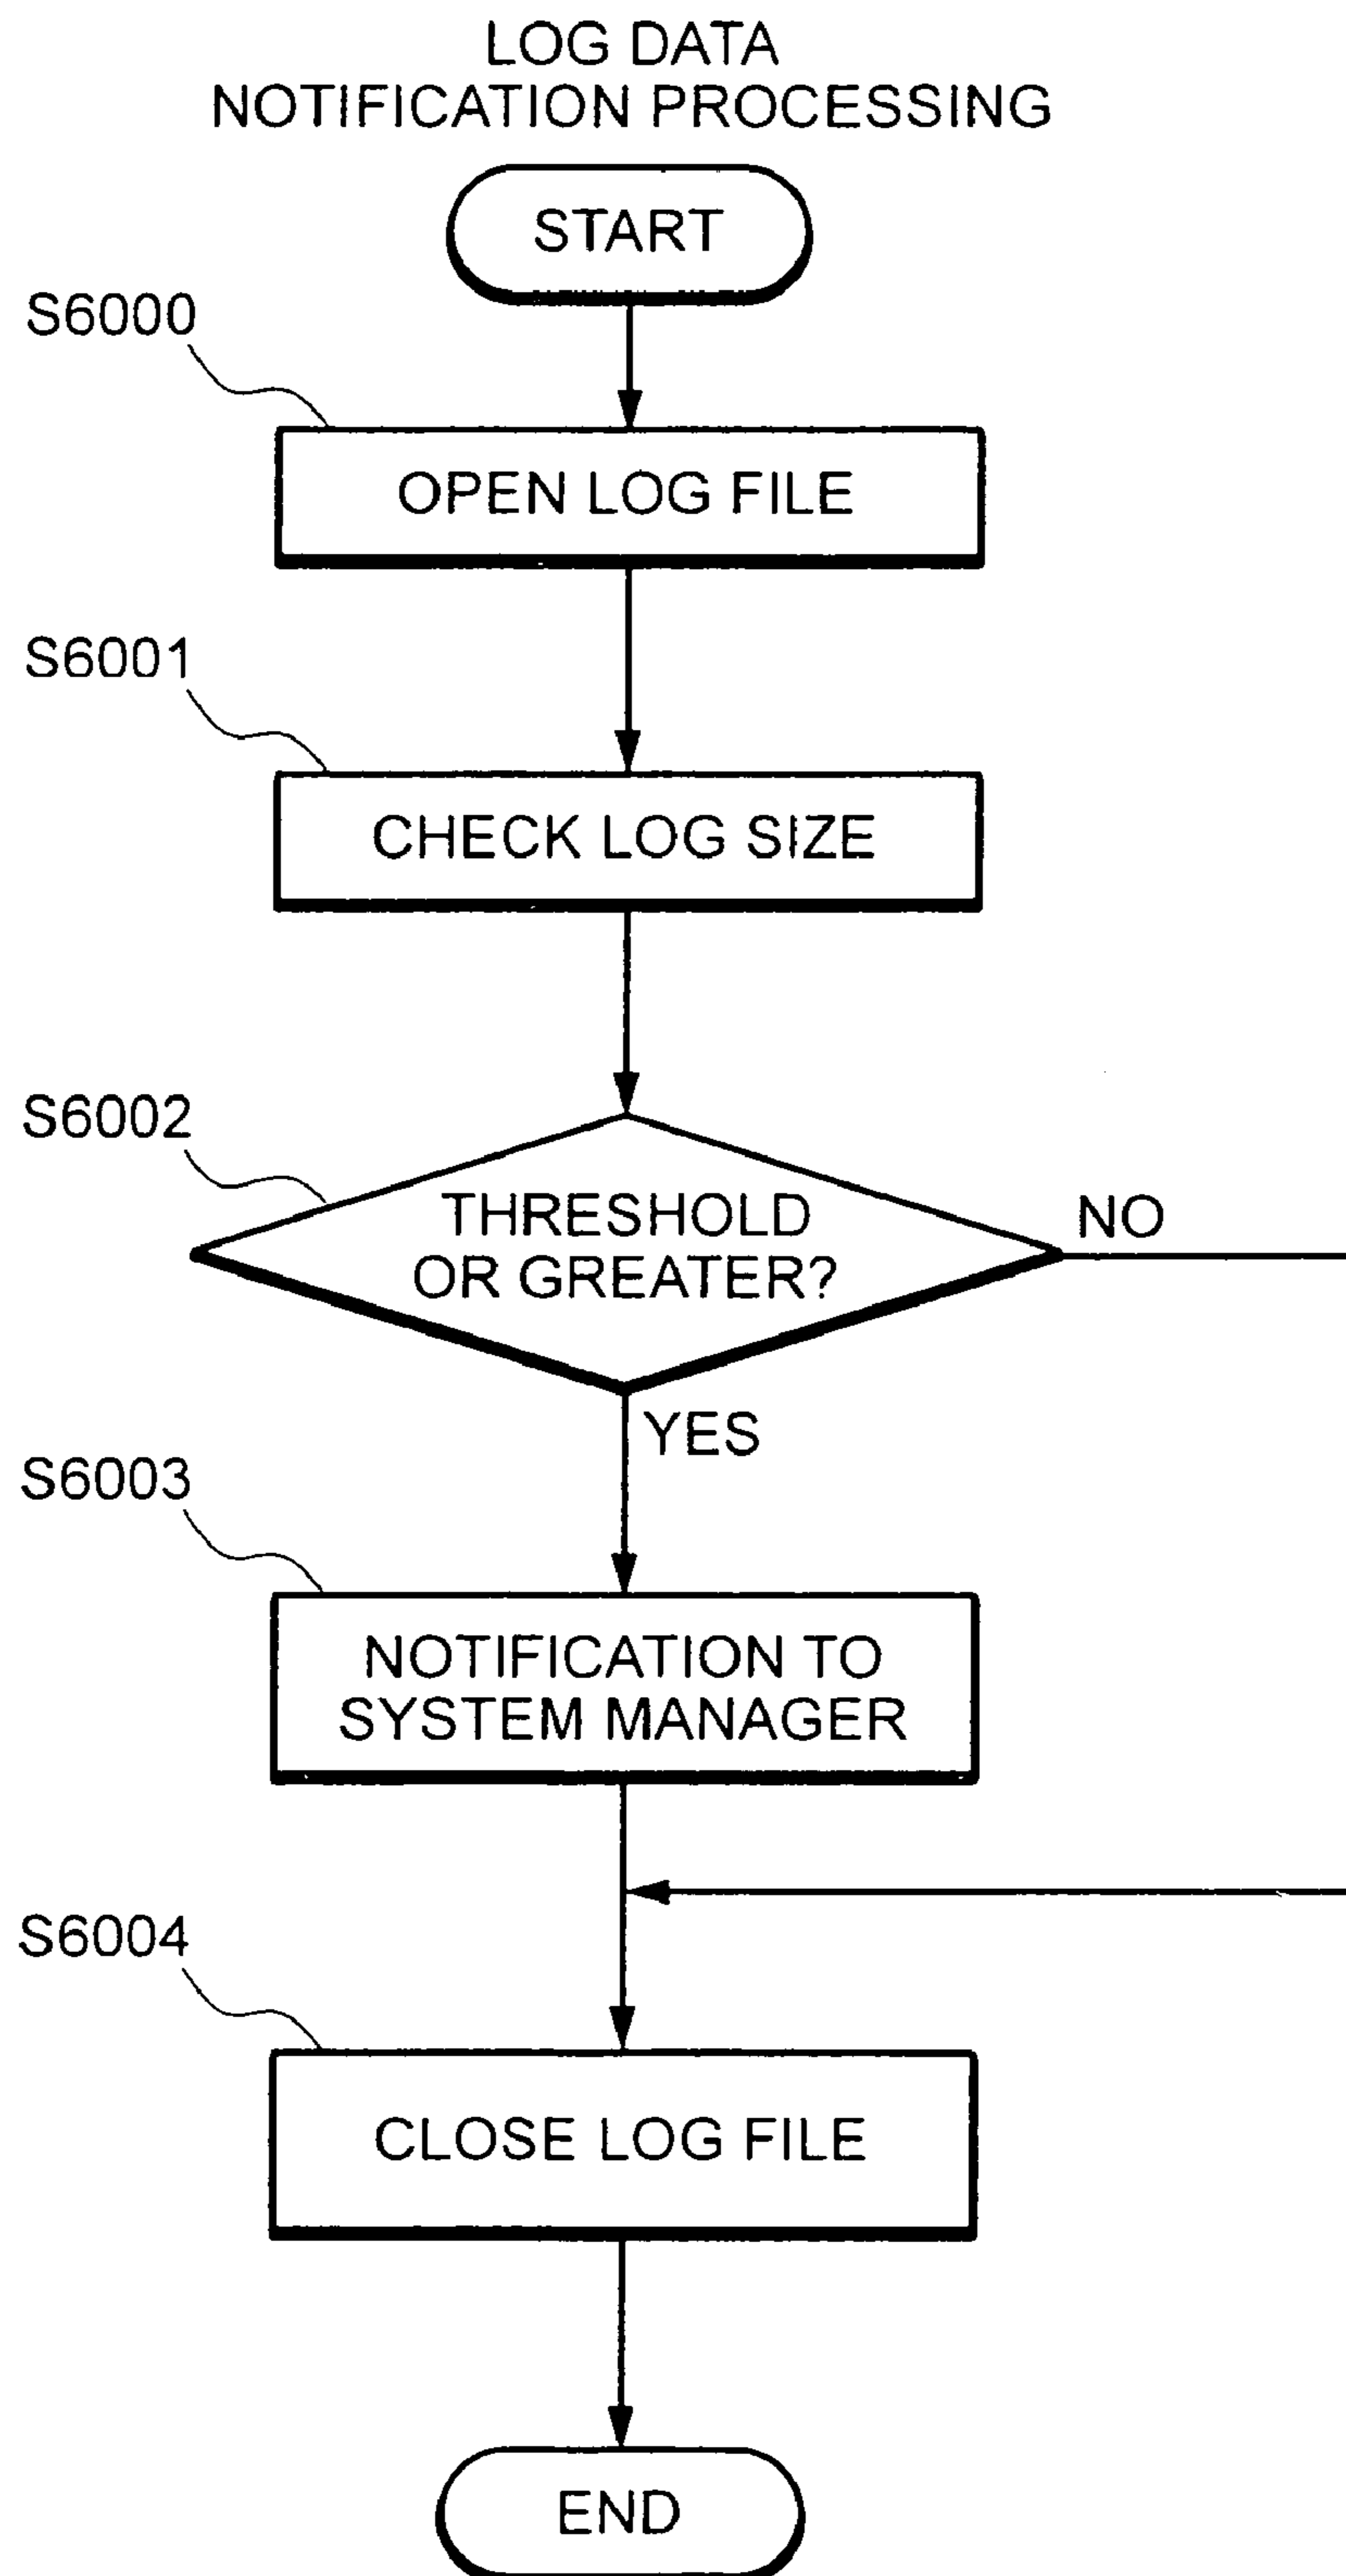 LOG DATA
NOTIFICATION PROCESSING
START
S6000
OPEN LOG FILE
S6001
CHECK LOG SIZE
S6002
THRESHOLD
OR GREATER?
NO
YES
S6003
NOTIFICATION TO
SYSTEM MANAGER
S6004
CLOSE LOG FILE
END